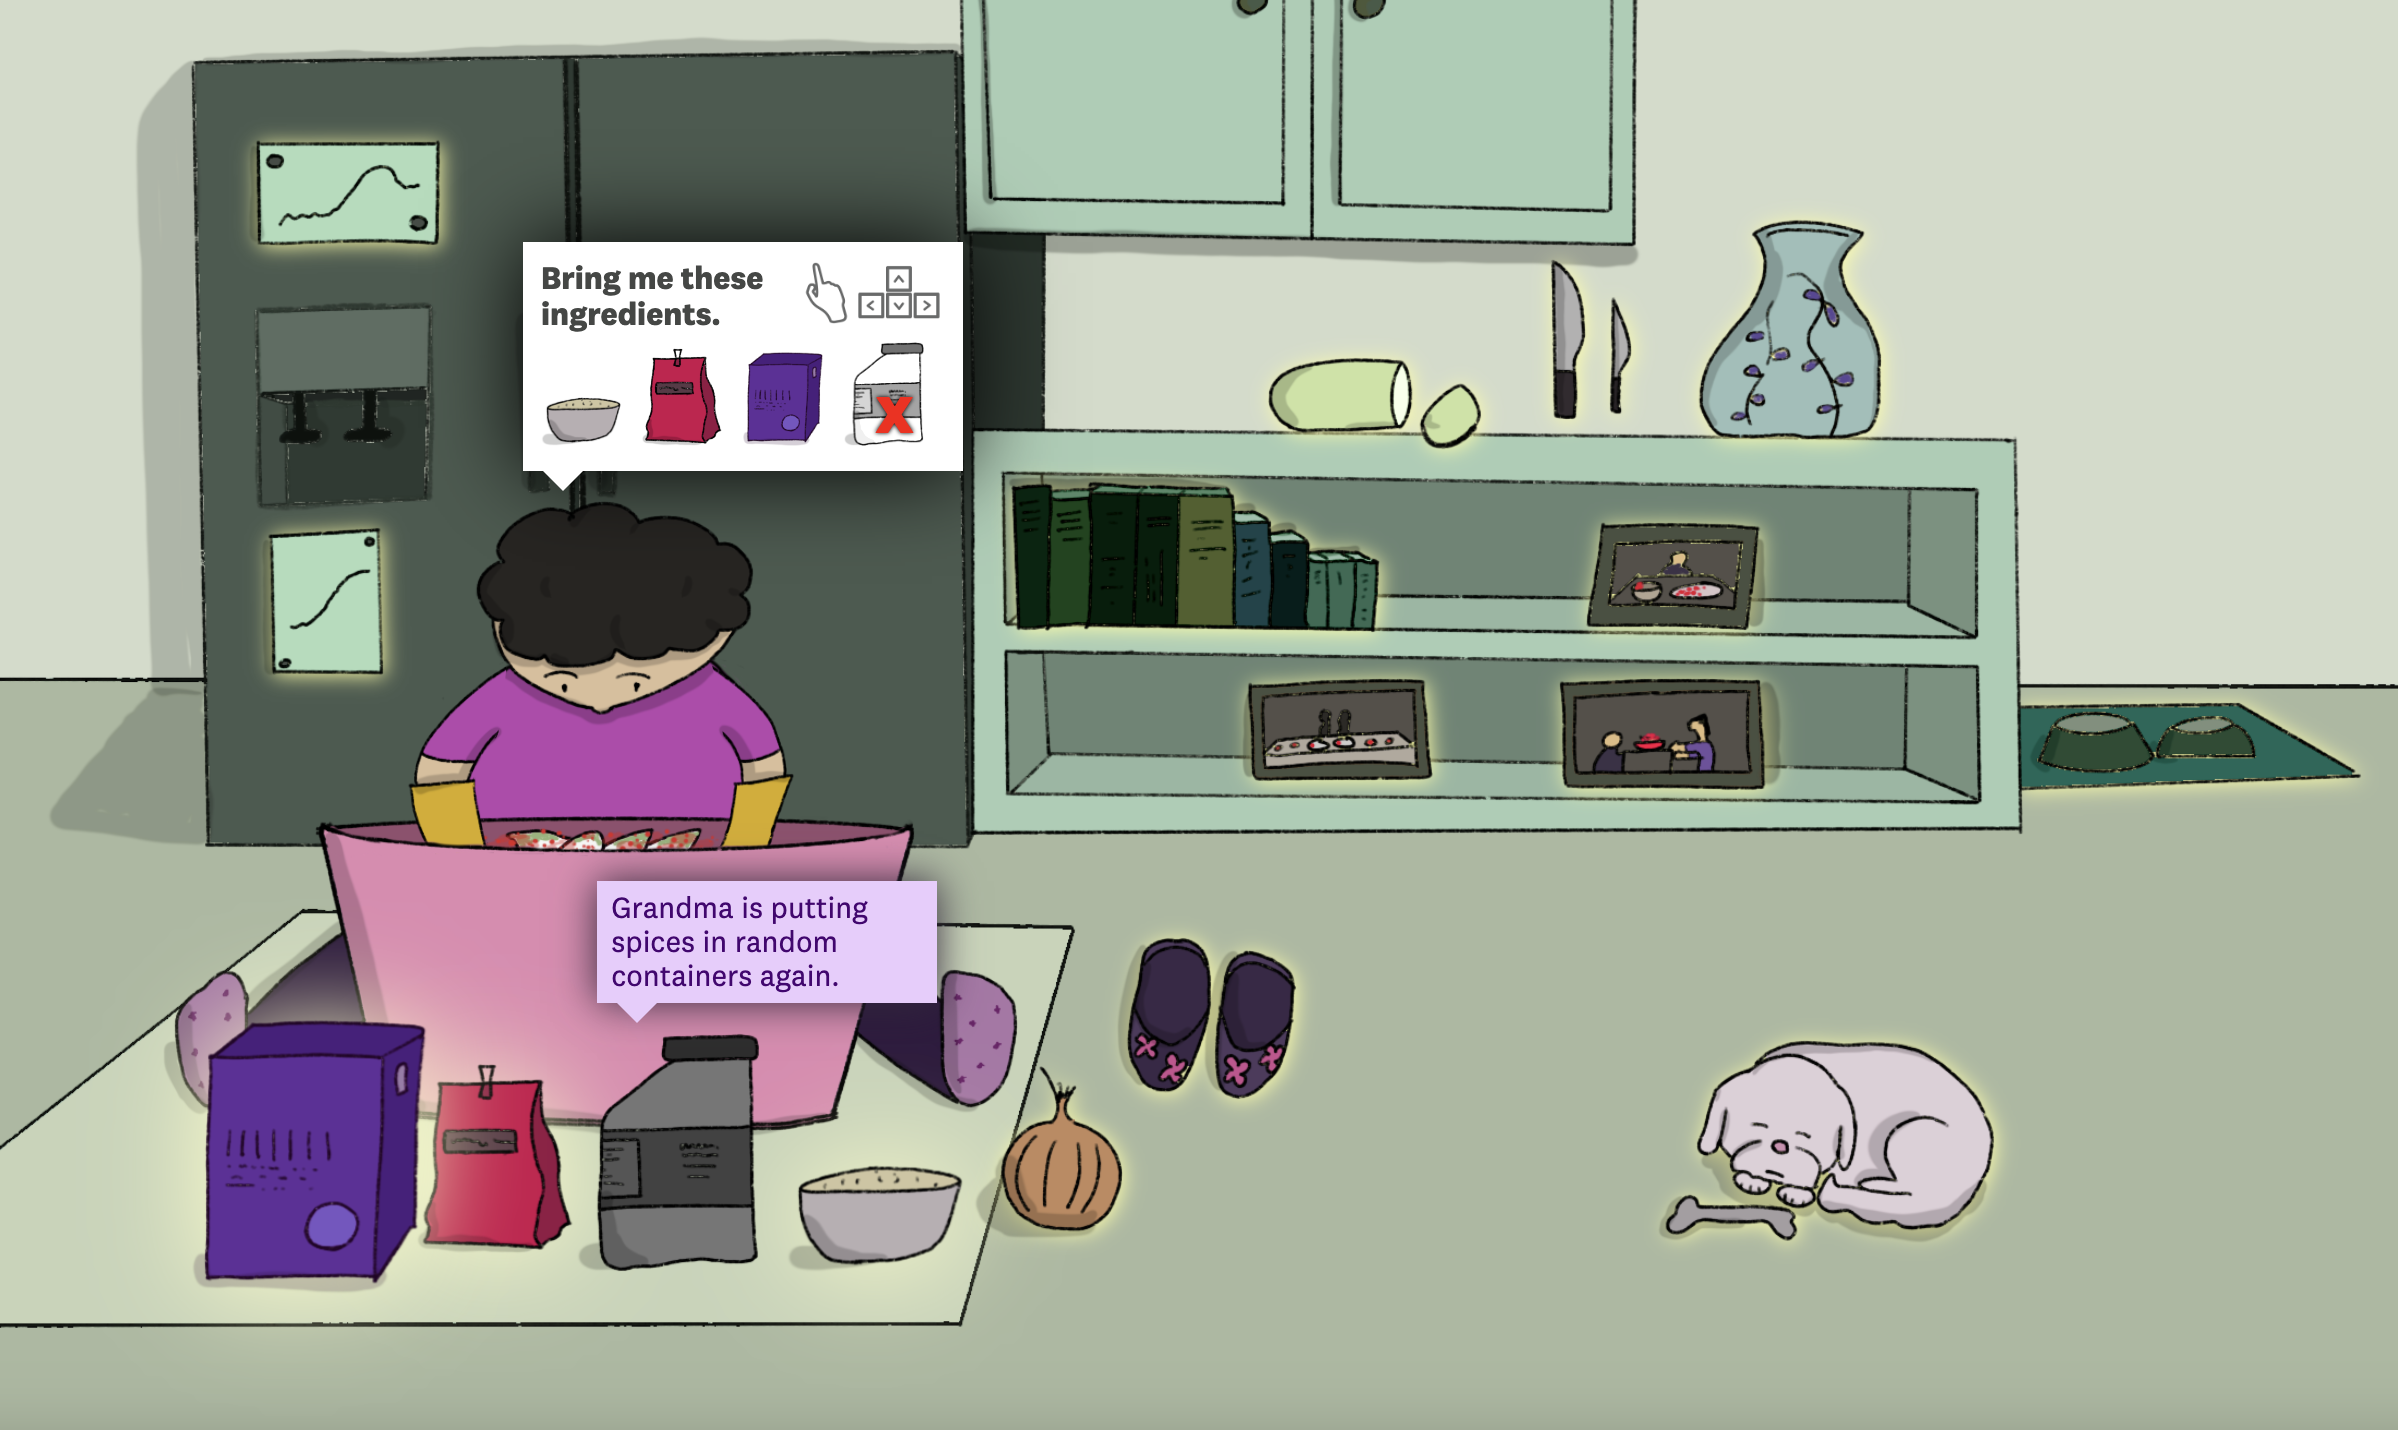 Bring me these
ingredients.
Grandma is putting
spices in random
containers again.